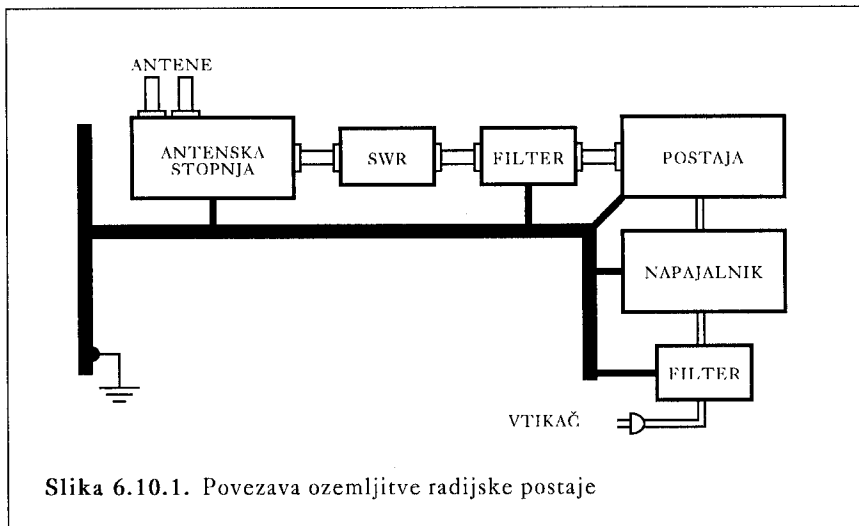 ANTENE
ANTENSKA
STOPNJA
SWR
FILTER
POSTAJA
NAPAJALNIK
FILTER
VTIKAČ
Slika 6.10.1. Povezava ozemljitve radijske postaje